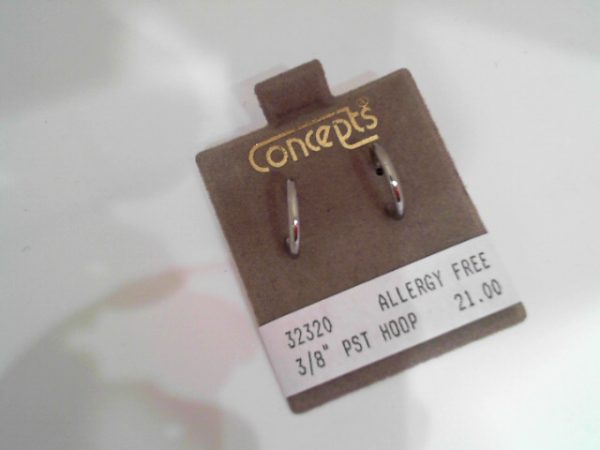 Concepts®
32320 ALLERGY FREE
3/8" PST HOOP 21.00